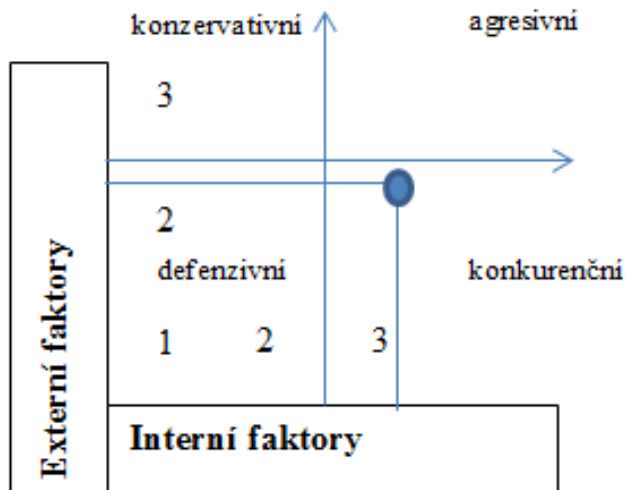 konzervativní agresivní
3
2
defenzivní konkurenční
1 2 3
Externí faktory
Interní faktory